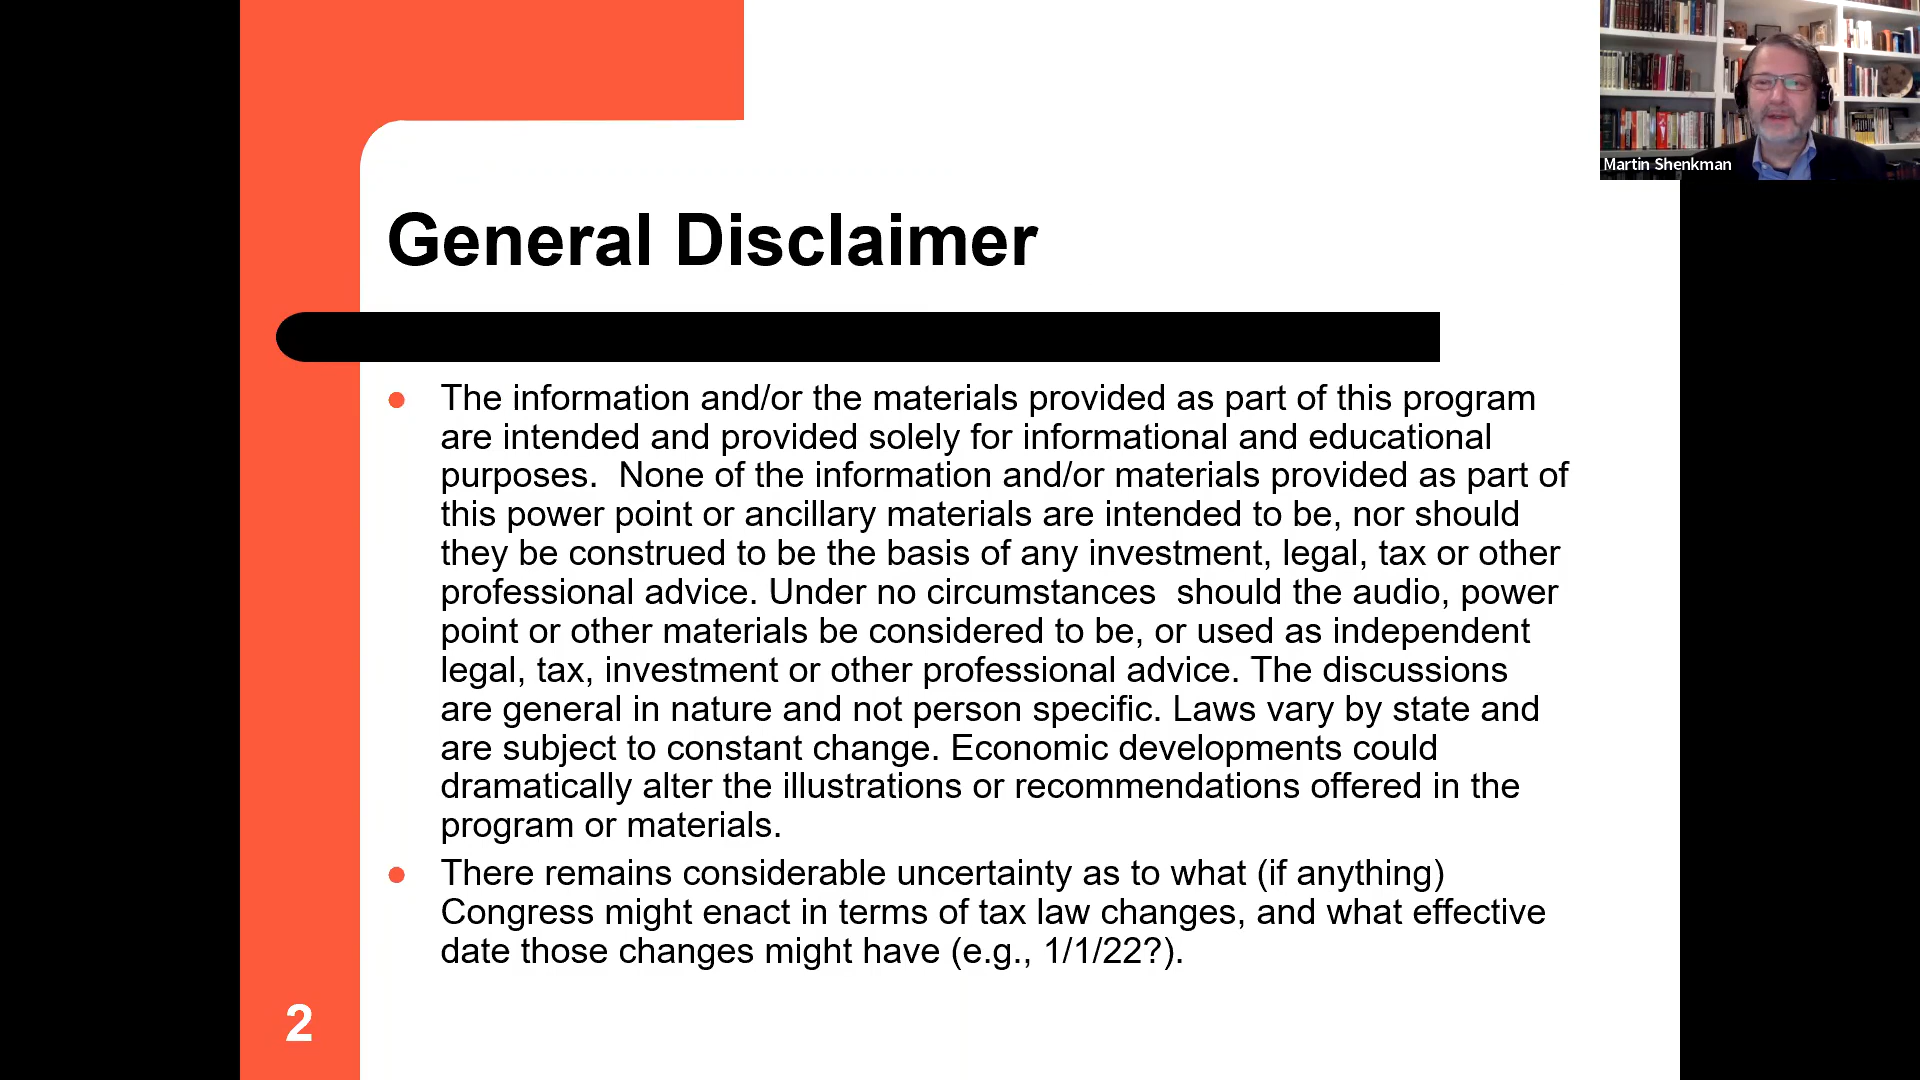 Martin Shenkman
General Disclaimer
• The information and/or the materials provided as part of this program
are intended and provided solely for informational and educational
purposes.  None of the information and/or materials provided as part of
this power point or ancillary materials are intended to be, nor should
they be construed to be the basis of any investment, legal, tax or other
professional advice. Under no circumstances  should the audio, power
point or other materials be considered to be, or used as independent
legal, tax, investment or other professional advice. The discussions
are general in nature and not person specific. Laws vary by state and
are subject to constant change. Economic developments could
dramatically alter the illustrations or recommendations offered in the
program or materials.
• There remains considerable uncertainty as to what (if anything)
Congress might enact in terms of tax law changes, and what effective
date those changes might have (e.g., 1/1/22?).
2